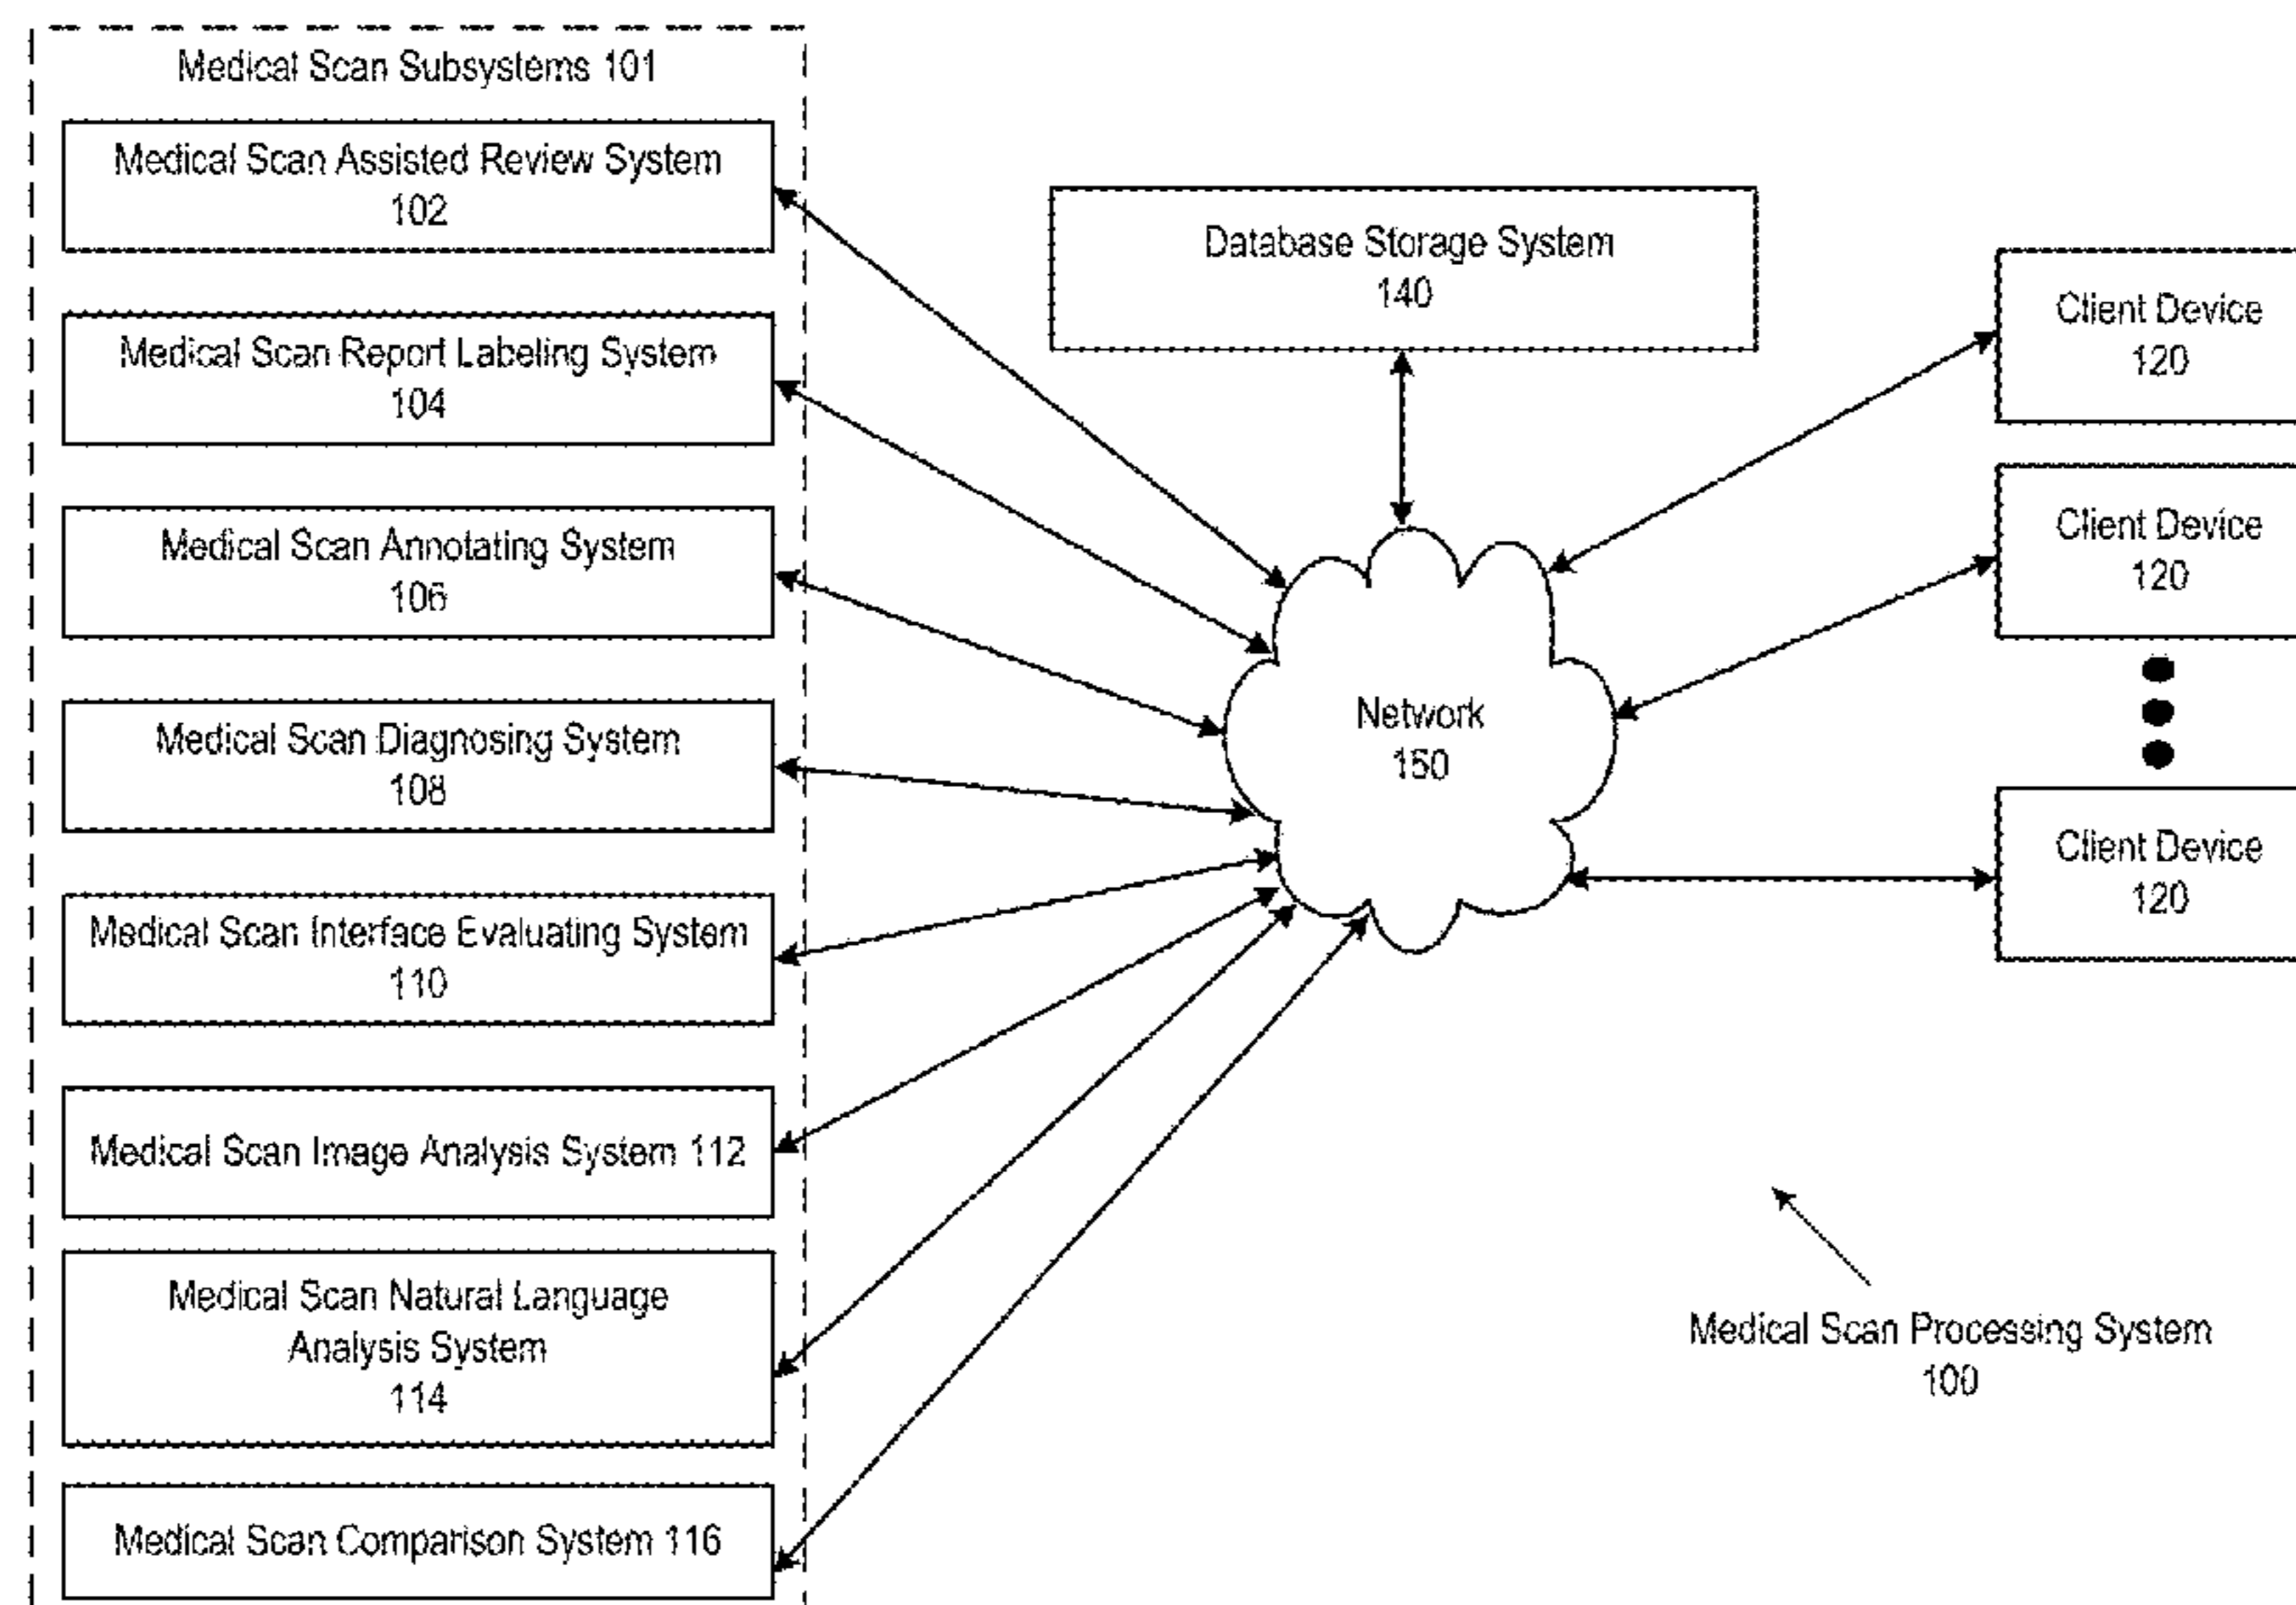 Medical Scan Subsystems 101
Medical Scan Assisted Review System
102
Medical Scan Report Labeling System
104
Medical Scan Annotating System
106
Medical Scan Diagnosing System
108
Medical Scan Interface Evaluating System
110
Medical Scan Image Analysis System 112
Medical Scan Natural Language
Analysis System
114
Medical Scan Comparison System 116
Database Storage System
140
Network
150
Client Device
120
Client Device
120
Client Device
120
Medical Scan Processing System
100